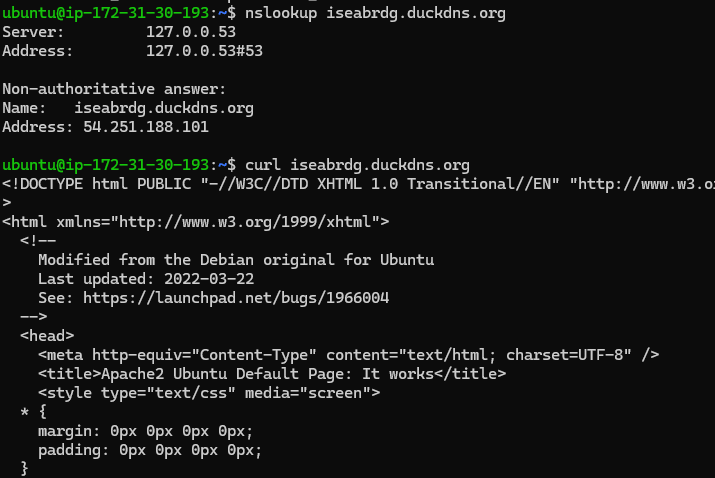 ubuntu@ip-172-31-30-193:~$ nslookup iseabrdg.duckdns.org
Server:         127.0.0.53
Address:        127.0.0.53#53

Non-authoritative answer:
Name:   iseabrdg.duckdns.org
Address: 54.251.188.101

ubuntu@ip-172-31-30-193:~$ curl iseabrdg.duckdns.org
<!DOCTYPE html PUBLIC "-//W3C//DTD XHTML 1.0 Transitional//EN" "http://www.w3.o
>
<html xmlns="http://www.w3.org/1999/xhtml">
  <!--
    Modified from the Debian original for Ubuntu
    Last updated: 2022-03-22
    See: https://launchpad.net/bugs/1966004
  -->
  <head>
    <meta http-equiv="Content-Type" content="text/html; charset=UTF-8" />
    <title>Apache2 Ubuntu Default Page: It works</title>
    <style type="text/css" media="screen">
  * {
    margin: 0px 0px 0px 0px;
    padding: 0px 0px 0px 0px;
  }